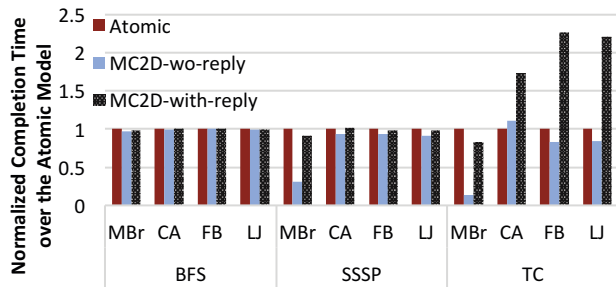 Normalized Completion Time
over the Atomic Model
2.5
2
1.5
1
0.5
0
Atomic
MC2D-wo-reply
MC2D-with-reply
MBr CA FB LJ MBr CA FB LJ MBr CA FB LJ
BFS SSSP TC